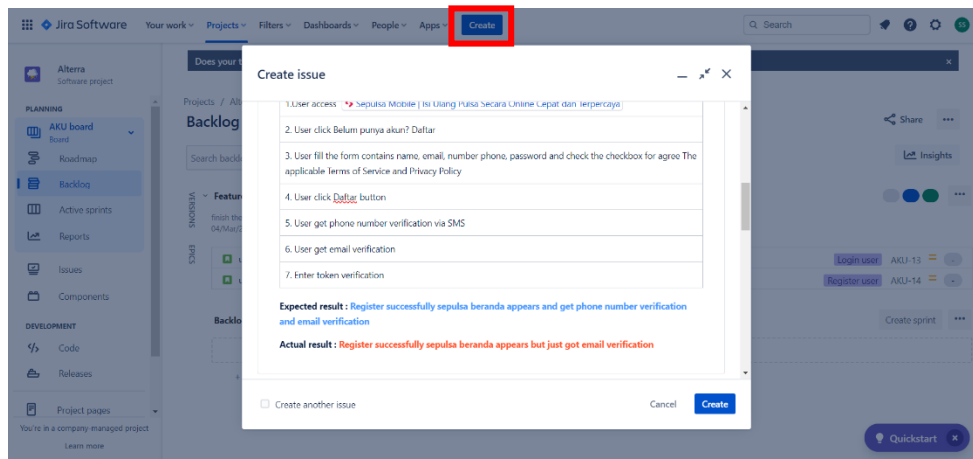 Jira Software
Your work
Projects
Filters
Dashboards
People
Apps
Create
Search
SS
Alterra
Software project
PLANNING
AKU board
Board
Roadmap
Backlog
Active sprints
Reports
Issues
Components
DEVELOPMENT
Code
Releases
Project pages
You're in a company-managed project
Learn more
Does your t
Projects / Alt
Backlog
Share
Search backl
Insights
VERSIONS
EPICS
Feature
finish the
04/Mar/2
Login user AKU-13 -
Register user AKU-14 -
Backlo
Create sprint
Create issue
1.User access Sepulsa Mobile | Isi Ulang Pulsa Secara Online Cepat dan Terpercaya
2. User click Belum punya akun? Daftar
3. User fill the form contains name, email, number phone, password and check the checkbox for agree The
applicable Terms of Service and Privacy Policy
4. User click Daftar button
5. User get phone number verification via SMS
6. User get email verification
7. Enter token verification
Expected result : Register successfully sepulsa beranda appears and get phone number verification
and email verification
Actual result : Register successfully sepulsa beranda appears but just got email verification
Create another issue
Cancel
Create
Quickstart